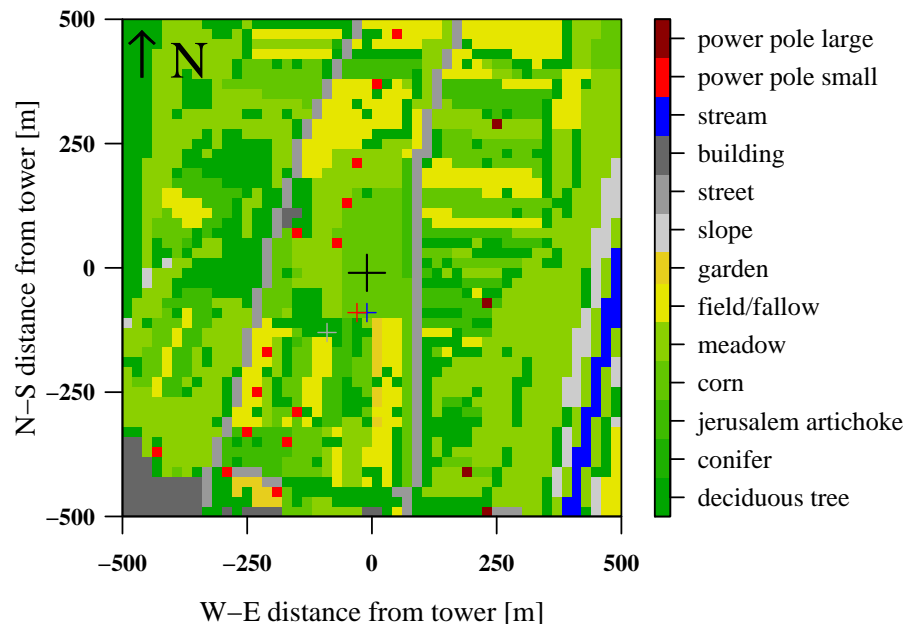 500
250
0
−250
−500
N−S distance from tower [m]
N
−500
−250
0
250
500
W−E distance from tower [m]
power pole large
power pole small
stream
building
street
slope
garden
field/fallow
meadow
corn
jerusalem artichoke
conifer
deciduous tree